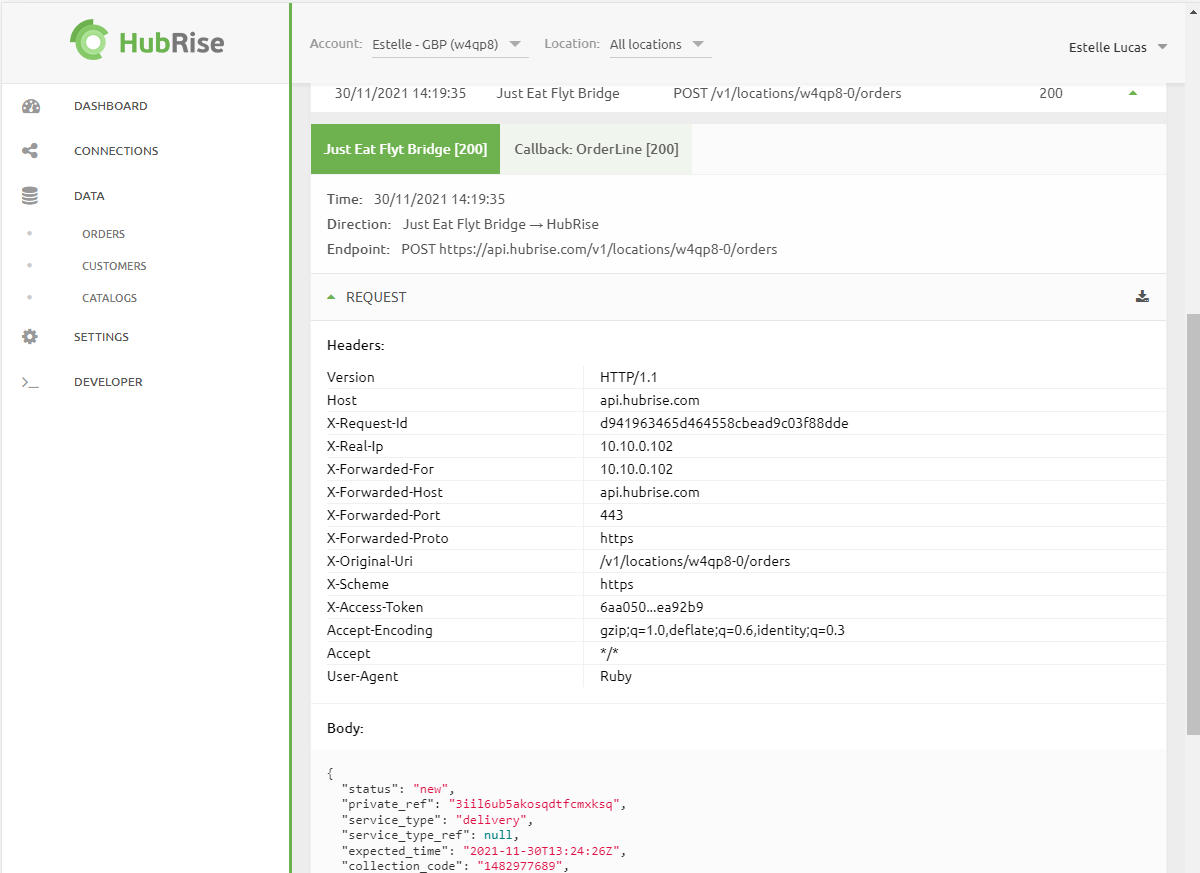 HubRise
Account: Estelle - GBP (w4qp8) Location: All locations Estelle Lucas
DASHBOARD
CONNECTIONS
DATA
ORDERS
CUSTOMERS
CATALOGS
SETTINGS
>_ DEVELOPER
30/11/2021 14:19:35 Just Eat Flyt Bridge POST /v1/locations/w4qp8-0/orders 200
Just Eat Flyt Bridge [200] Callback: OrderLine [200]
Time: 30/11/2021 14:19:35
Direction: Just Eat Flyt Bridge → HubRise
Endpoint: POST https://api.hubrise.com/v1/locations/w4qp8-0/orders
REQUEST
Headers:
Version HTTP/1.1
Host api.hubrise.com
X-Request-Id d941963465d464558cbead9c03f88dde
X-Real-Ip 10.10.0.102
X-Forwarded-For 10.10.0.102
X-Forwarded-Host api.hubrise.com
X-Forwarded-Port 443
X-Forwarded-Proto https
X-Original-Uri /v1/locations/w4qp8-0/orders
X-Scheme https
X-Access-Token 6aa050...ea92b9
Accept-Encoding gzip;q=1.0,deflate;q=0.6,identity;q=0.3
Accept */*
User-Agent Ruby
Body:
{
"status": "new",
"private_ref": "3iil6ub5akosqdtfcmxksq",
"service_type": "delivery",
"service_type_ref": null,
"expected_time": "2021-11-30T13:24:26Z",
"collection_code": "1482977689",